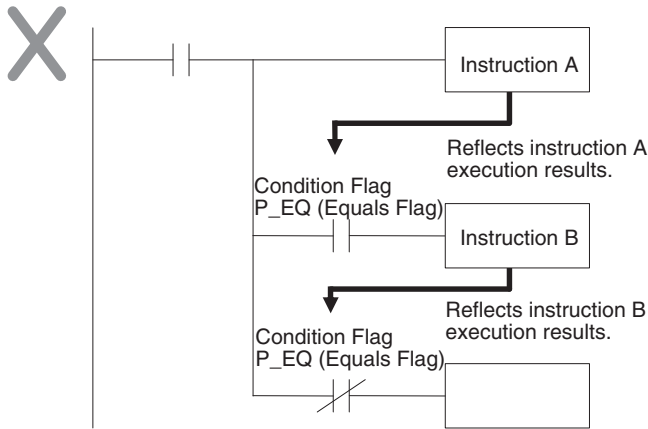 Instruction A
Reflects instruction A
execution results.
Condition Flag
P_EQ (Equals Flag)
Instruction B
Reflects instruction B
execution results.
Condition Flag
P_EQ (Equals Flag)